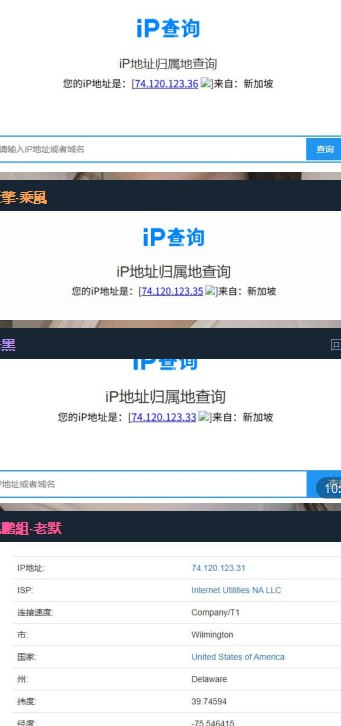 iP查询
iP地址归属地查询
您的iP地址是：[74.120.123.36 ]来自：新加坡
请输入iP地址或者域名
查询
擎-乘風
iP查询
iP地址归属地查询
您的iP地址是：[74.120.123.35 ]来自：新加坡
黑
回
iP查询
iP地址归属地查询
您的iP地址是：[74.120.123.33 ]来自：新加坡
P地址或者域名
10:
鵬組-老默
IP地址: 74.120.123.31
ISP: Internet Utilities NA LLC
连接速度: Company/T1
市: Wilmington
国家: United States of America
州: Delaware
纬度: 39.74594
经度: -75.546415